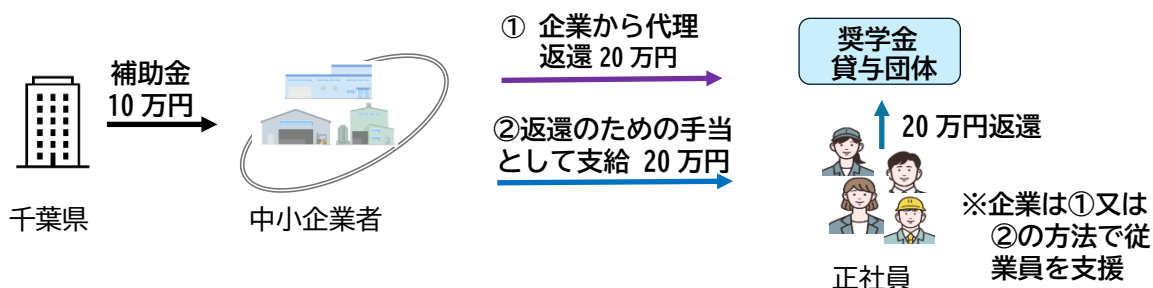 補助金
10万円
千葉県
中小企業者
① 企業から代理
返還 20 万円
②返還のための手当
として支給 20 万円
奨学金
貸与団体
20 万円返還
正社員
※企業は①又は
②の方法で従
業員を支援